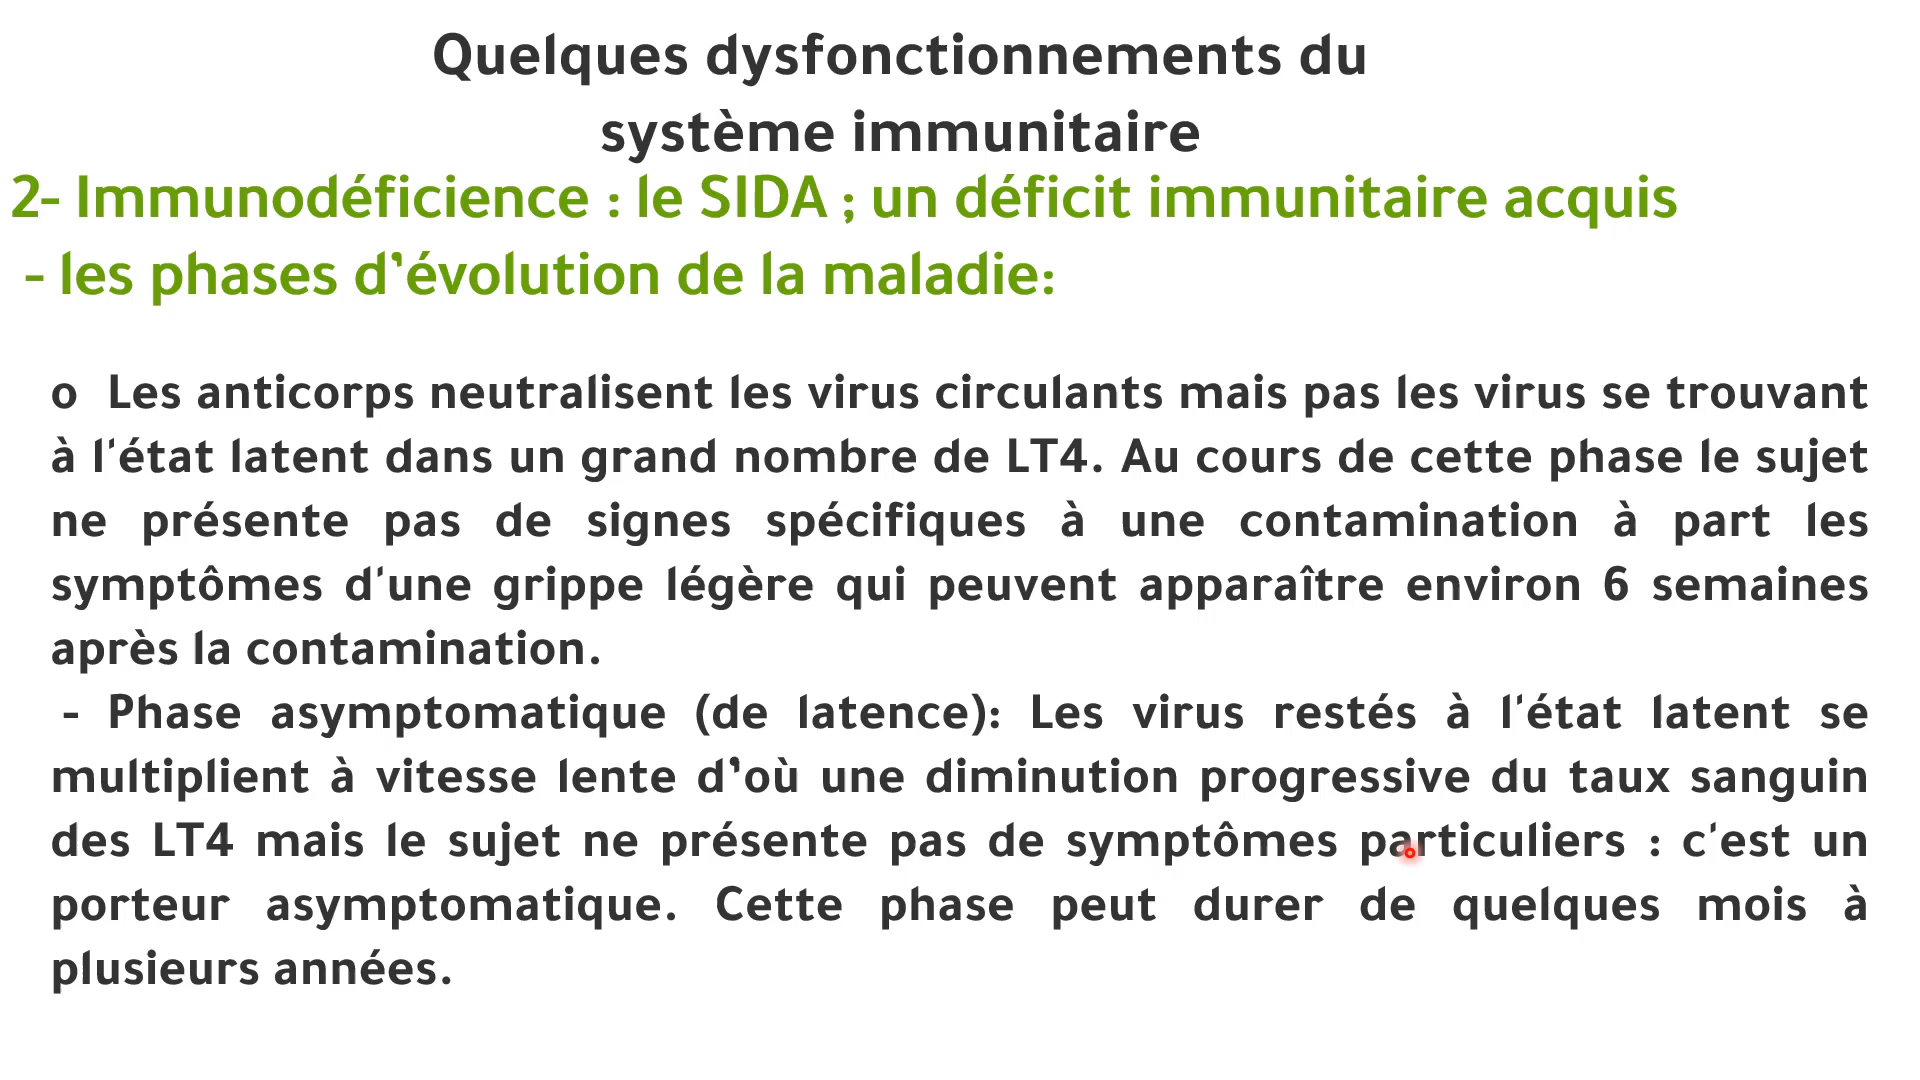 Quelques dysfonctionnements du
système immunitaire
2- Immunodéficience : le SIDA ; un déficit immunitaire acquis
- les phases d’évolution de la maladie:
o Les anticorps neutralisent les virus circulants mais pas les virus se trouvant
à l'état latent dans un grand nombre de LT4. Au cours de cette phase le sujet
ne présente pas de signes spécifiques à une contamination à part les
symptômes d'une grippe légère qui peuvent apparaître environ 6 semaines
après la contamination.
- Phase asymptomatique (de latence): Les virus restés à l'état latent se
multiplient à vitesse lente d’où une diminution progressive du taux sanguin
des LT4 mais le sujet ne présente pas de symptômes particuliers : c'est un
porteur asymptomatique. Cette phase peut durer de quelques mois à
plusieurs années.